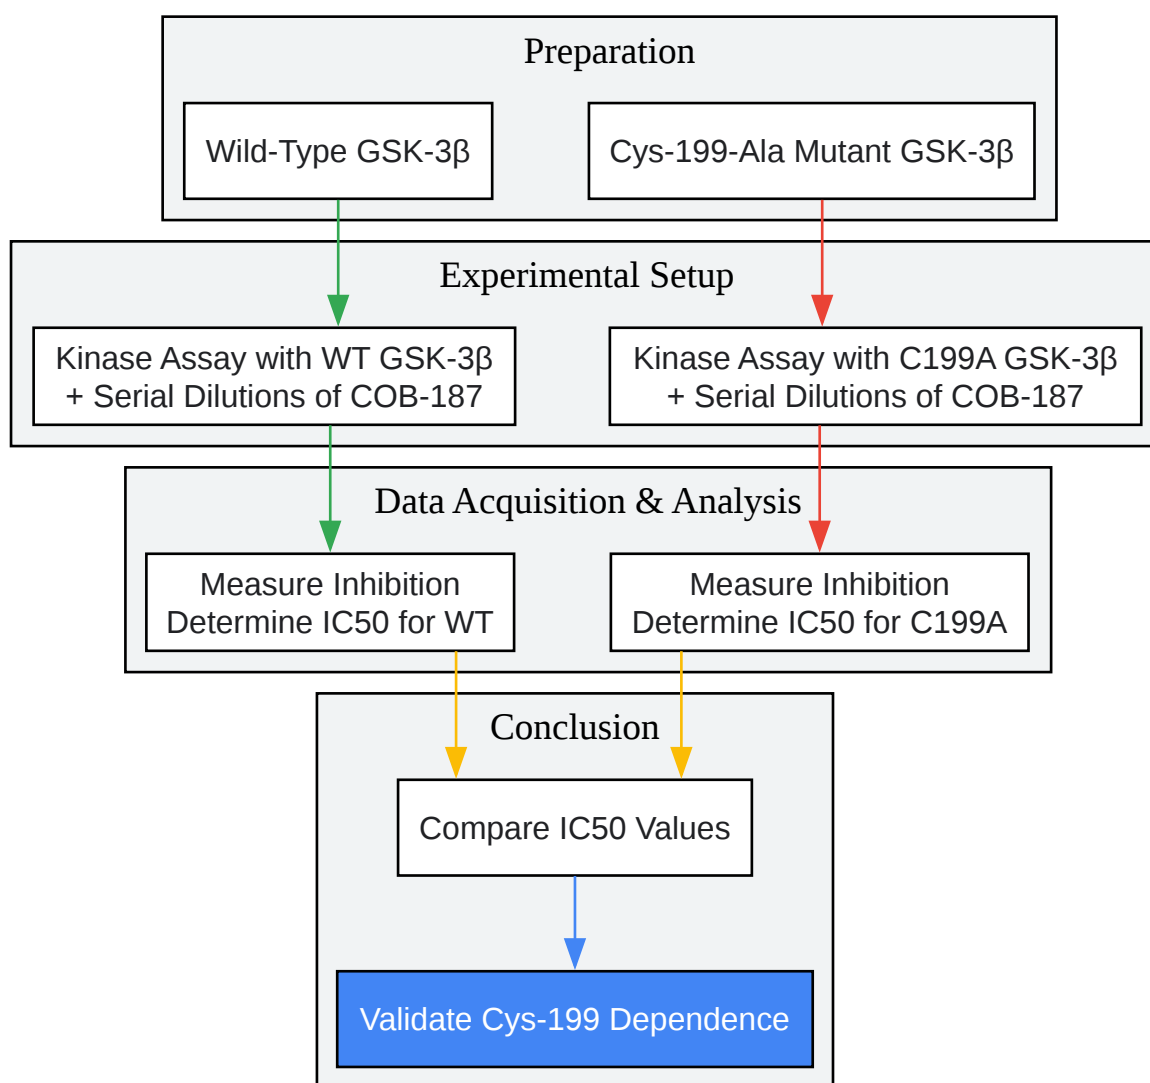 Preparation
Wild-Type GSK-3β
Cys-199-Ala Mutant GSK-3β
Experimental Setup
Kinase Assay with WT GSK-3β
+ Serial Dilutions of COB-187
Kinase Assay with C199A GSK-3β
+ Serial Dilutions of COB-187
Data Acquisition & Analysis
Measure Inhibition
Determine IC50 for WT
Measure Inhibition
Determine IC50 for C199A
Conclusion
Compare IC50 Values
Validate Cys-199 Dependence